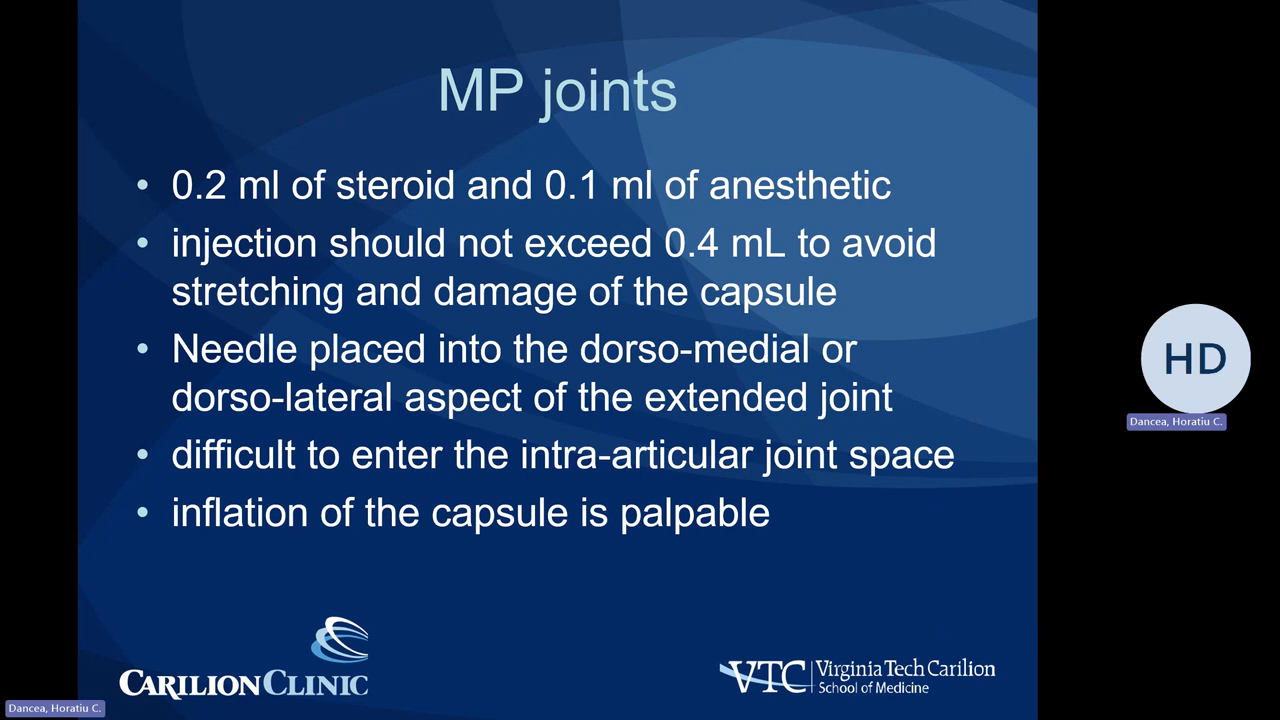 MP joints
• 0.2 ml of steroid and 0.1 ml of anesthetic
• injection should not exceed 0.4 mL to avoid
stretching and damage of the capsule
• Needle placed into the dorso-medial or
dorso-lateral aspect of the extended joint
• difficult to enter the intra-articular joint space
• inflation of the capsule is palpable
HD
Dancea, Horatiu C.
CARILION CLINIC
VTC Virginia Tech Carilion
School of Medicine
Dancea, Horatiu C.